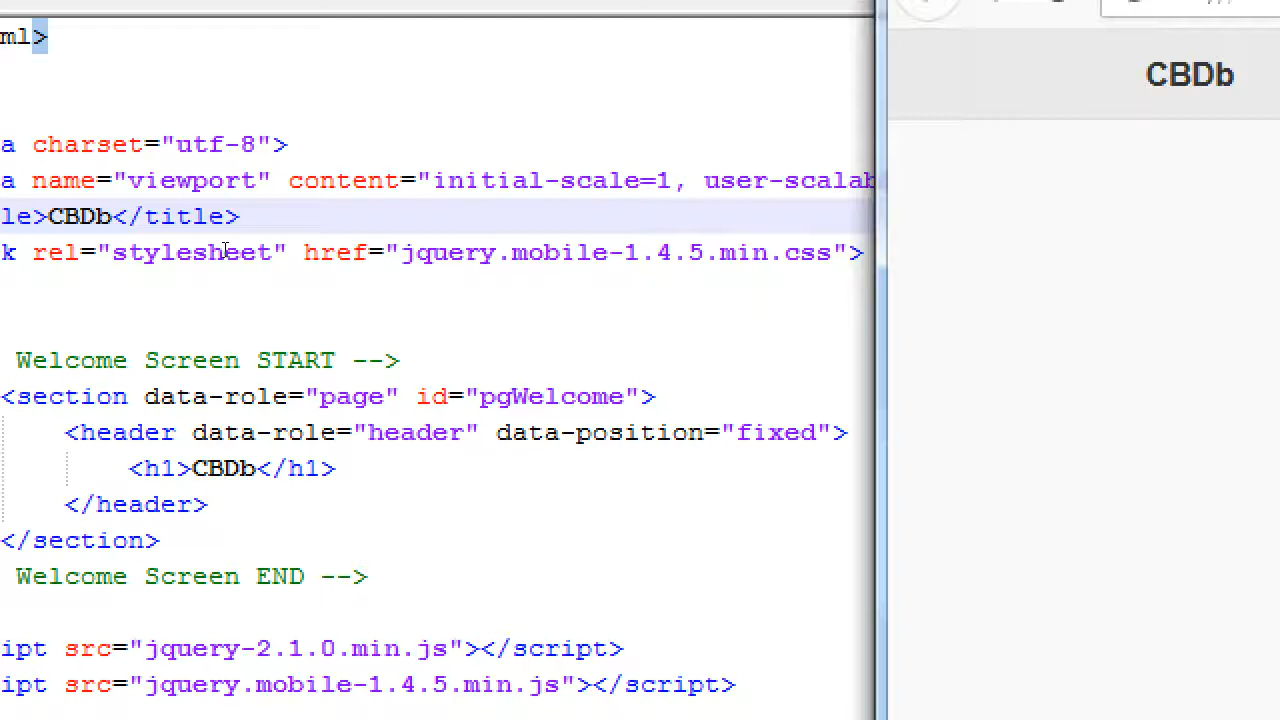 ml>
a charset="utf-8">
a name="viewport" content="initial-scale=1, user-scalab
le>CBDb</title>
k rel="stylesheet" href="jquery.mobile-1.4.5.min.css">
Welcome Screen START -->
<section data-role="page" id="pgWelcome">
<header data-role="header" data-position="fixed">
<h1>CBDb</h1>
</header>
</section>
Welcome Screen END -->
ipt src="jquery-2.1.0.min.js"></script>
ipt src="jquery.mobile-1.4.5.min.js"></script>
CBDb